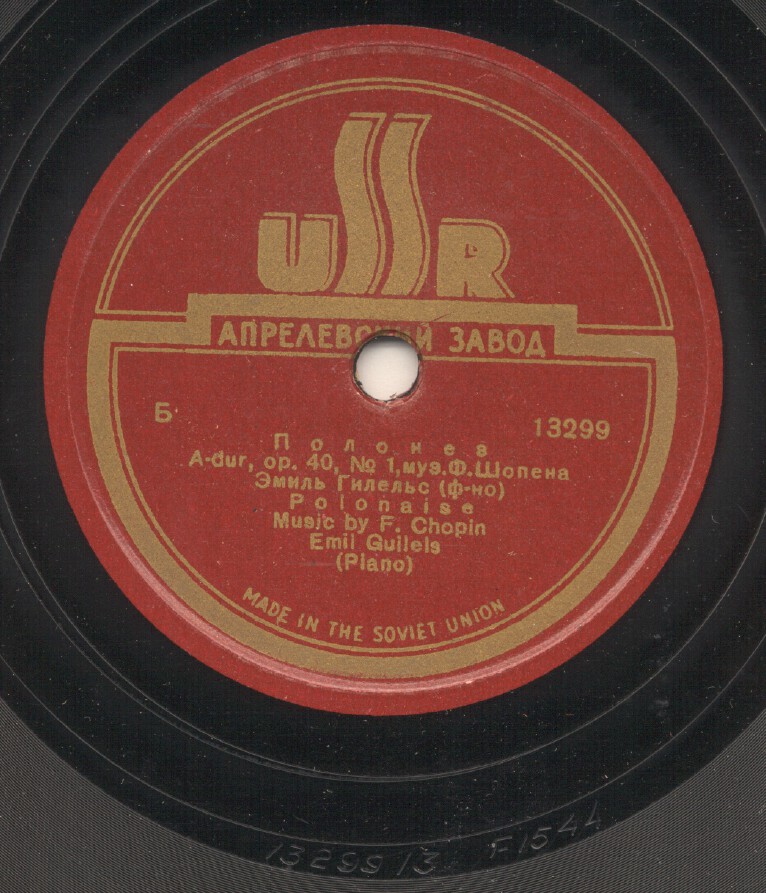 USSR
АПРЕЛЕВСКИЙ ЗАВОД
Б 13299
Полонез
A-dur, op. 40, № 1, муз. Ф. Шопена
Эмиль Гилельс (ф-но)
Polonaise
Music by F. Chopin
Emil Guilels
(Piano)
MADE IN THE SOVIET UNION
13299 13 F1544